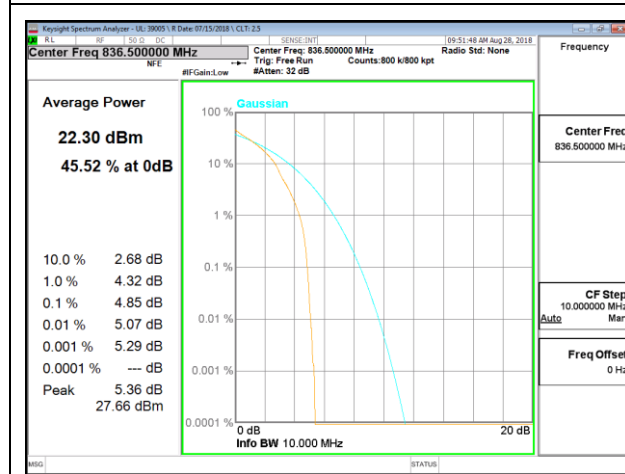 Keysight Spectrum Analyzer - UL: 39005 \ R Date: 07/15/2018 \ CLT: 2.5
RL RF 50 Ω DC SENSE:INT 09:51:48 AM Aug 28, 2018
Center Freq 836.500000 MHz Center Freq: 836.500000 MHz Radio Std: None
NFE Trig: Free Run Counts:800 k/800 kpt
#IFGain:Low #Atten: 32 dB
Frequency
Average Power
22.30 dBm
45.52 % at 0dB
10.0 % 2.68 dB
1.0 % 4.32 dB
0.1 % 4.85 dB
0.01 % 5.07 dB
0.001 % 5.29 dB
0.0001 % --- dB
Peak 5.36 dB
27.66 dBm
Gaussian
100 %
10 %
1 %
0.1 %
0.01 %
0.001 %
0.0001 %
0 dB 20 dB
Info BW 10.000 MHz
Center Freq
836.500000 MHz
CF Step
10.000000 MHz
Auto Man
Freq Offset
0 Hz
MSG STATUS